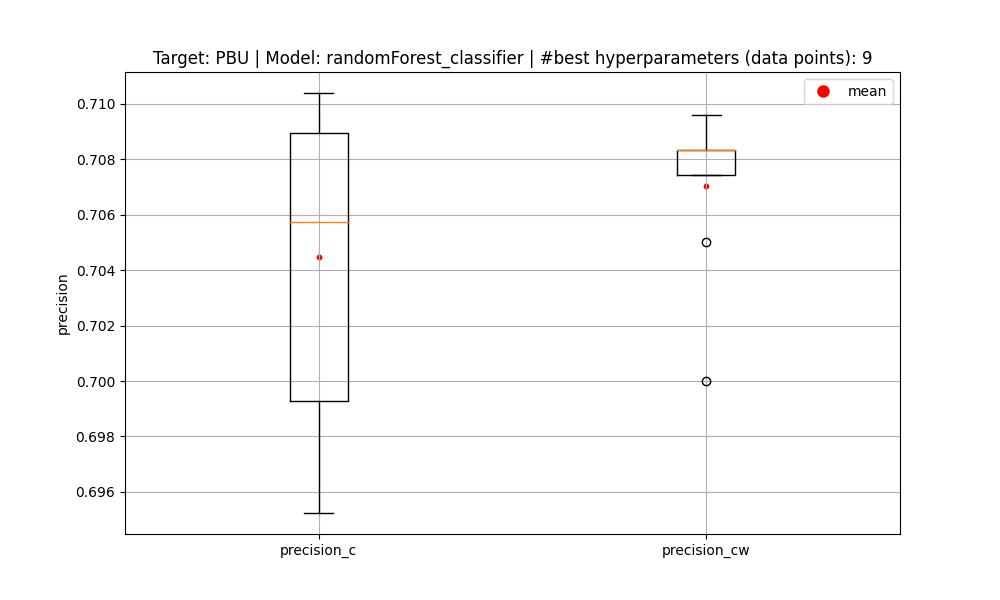 Target: PBU | Model: randomForest_classifier | #best hyperparameters (data points): 9
mean
0.710
0.708
0.706
0.704
0.702
0.700
0.698
0.696
precision
precision_c
precision_cw